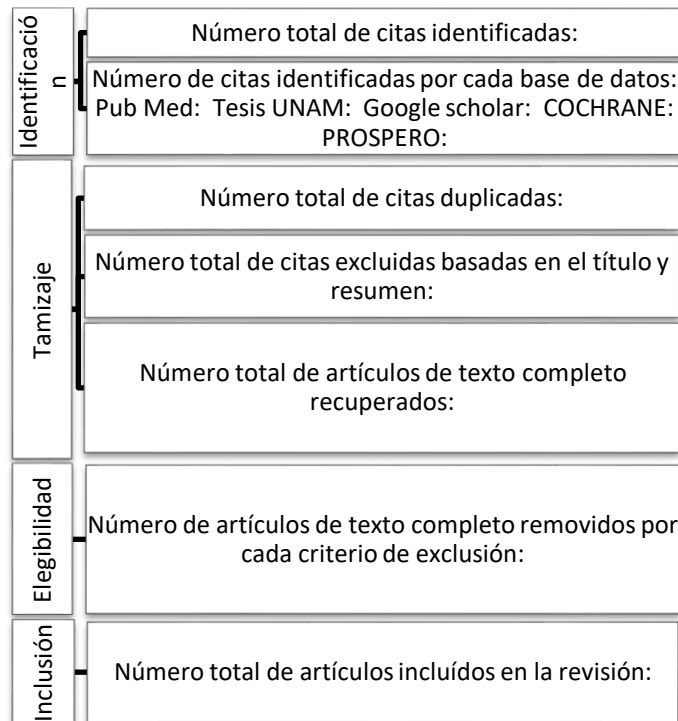 Identificació
n
Número total de citas identificadas:
Número de citas identificadas por cada base de datos:
Pub Med: Tesis UNAM: Google scholar: COCHRANE:
PROSPERO:
Tamizaje
Número total de citas duplicadas:
Número total de citas excluidas basadas en el título y
resumen:
Número total de artículos de texto completo
recuperados:
Elegibilidad
Número de artículos de texto completo removidos por
cada criterio de exclusión:
Inclusión
Número total de artículos incluídos en la revisión: